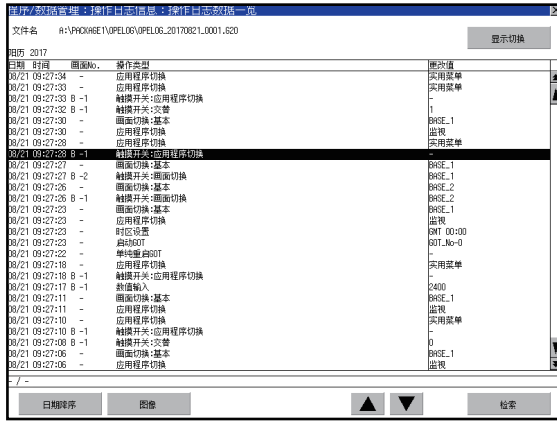 程序/数据管理:操作日志信息:操作日志数据一览
文件名 A:\PACKAGE1\OPELOG\OPELOG_20170821_0001.G2O
显示切换
阳历 2017
日期 时间 画面No. 操作类型 更改值
08/21 09:27:34 - 应用程序切换 实用菜单
08/21 09:27:33 - 应用程序切换 实用菜单
08/21 09:27:33 B -1 触摸开关:应用程序切换 -
08/21 09:27:32 B -1 触摸开关:交替 1
08/21 09:27:30 - 画面切换:基本 BASE_1
08/21 09:27:30 - 应用程序切换 监视
08/21 09:27:28 - 应用程序切换 实用菜单
08/21 09:27:28 B -1 触摸开关:应用程序切换 -
08/21 09:27:27 - 画面切换:基本 BASE_1
08/21 09:27:27 B -2 触摸开关:画面切换 BASE_1
08/21 09:27:26 - 画面切换:基本 BASE_2
08/21 09:27:26 B -1 触摸开关:画面切换 BASE_2
08/21 09:27:23 - 画面切换:基本 BASE_1
08/21 09:27:23 - 应用程序切换 监视
08/21 09:27:23 - 时区设置 GMT 00:00
08/21 09:27:23 - 启动GOT GOT_No-0
08/21 09:27:22 - 单纯重启GOT -
08/21 09:27:18 - 应用程序切换 实用菜单
08/21 09:27:18 B -1 触摸开关:应用程序切换 -
08/21 09:27:17 B -1 数值输入 2400
08/21 09:27:11 - 画面切换:基本 BASE_1
08/21 09:27:11 - 应用程序切换 监视
08/21 09:27:10 - 应用程序切换 实用菜单
08/21 09:27:10 B -1 触摸开关:应用程序切换 -
08/21 09:27:08 B -1 触摸开关:交替 0
08/21 09:27:06 - 画面切换:基本 BASE_1
08/21 09:27:06 - 应用程序切换 监视
- / -
日期降序 图像 ▲ ▼ 检索